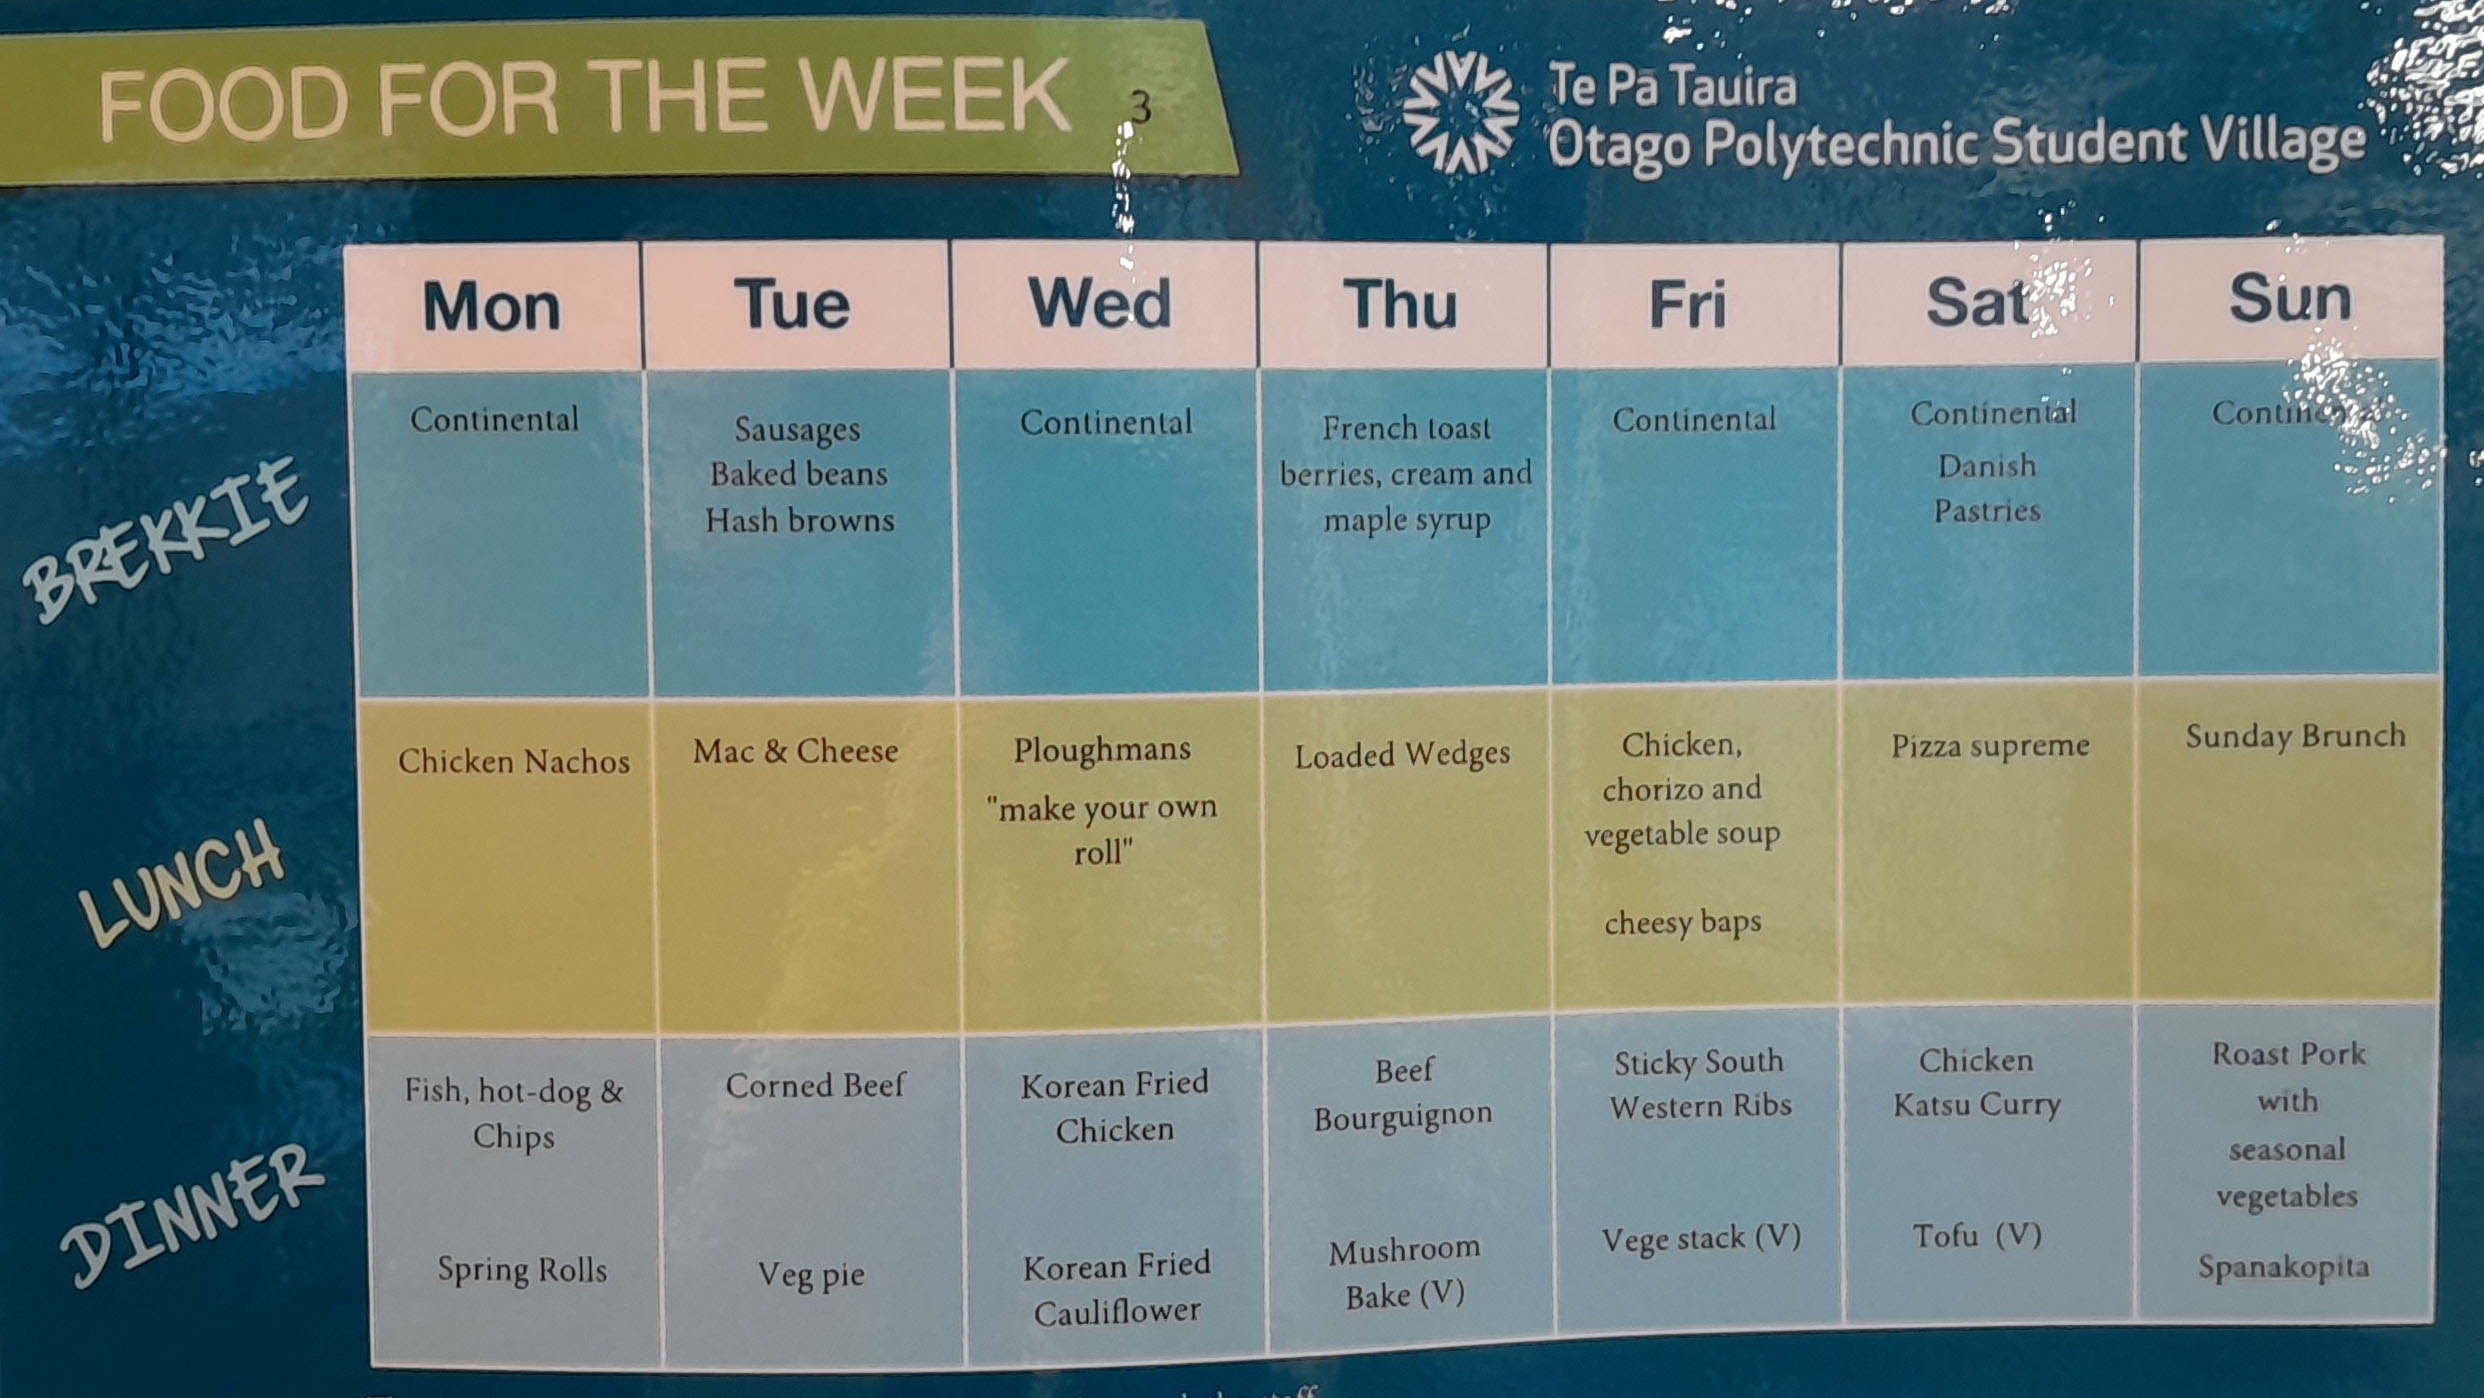 FOOD FOR THE WEEK 3
Te Pā Tauira
Otago Polytechnic Student Village
Mon
Tue
Wed
Thu
Fri
Sat
Sun
BREKKIE
Continental
Sausages
Baked beans
Hash browns
Continental
French toast
berries, cream and
maple syrup
Continental
Continental
Danish
Pastries
LUNCH
Chicken Nachos
Mac & Cheese
Ploughmans
"make your own
roll"
Loaded Wedges
Chicken,
chorizo and
vegetable soup
cheesy baps
Pizza supreme
Sunday Brunch
DINNER
Fish, hot-dog &
Chips
Spring Rolls
Corned Beef
Veg pie
Korean Fried
Chicken
Korean Fried
Cauliflower
Beef
Bourguignon
Mushroom
Bake (V)
Sticky South
Western Ribs
Vege stack (V)
Chicken
Katsu Curry
Tofu (V)
Roast Pork
with
seasonal
vegetables
Spanakopita